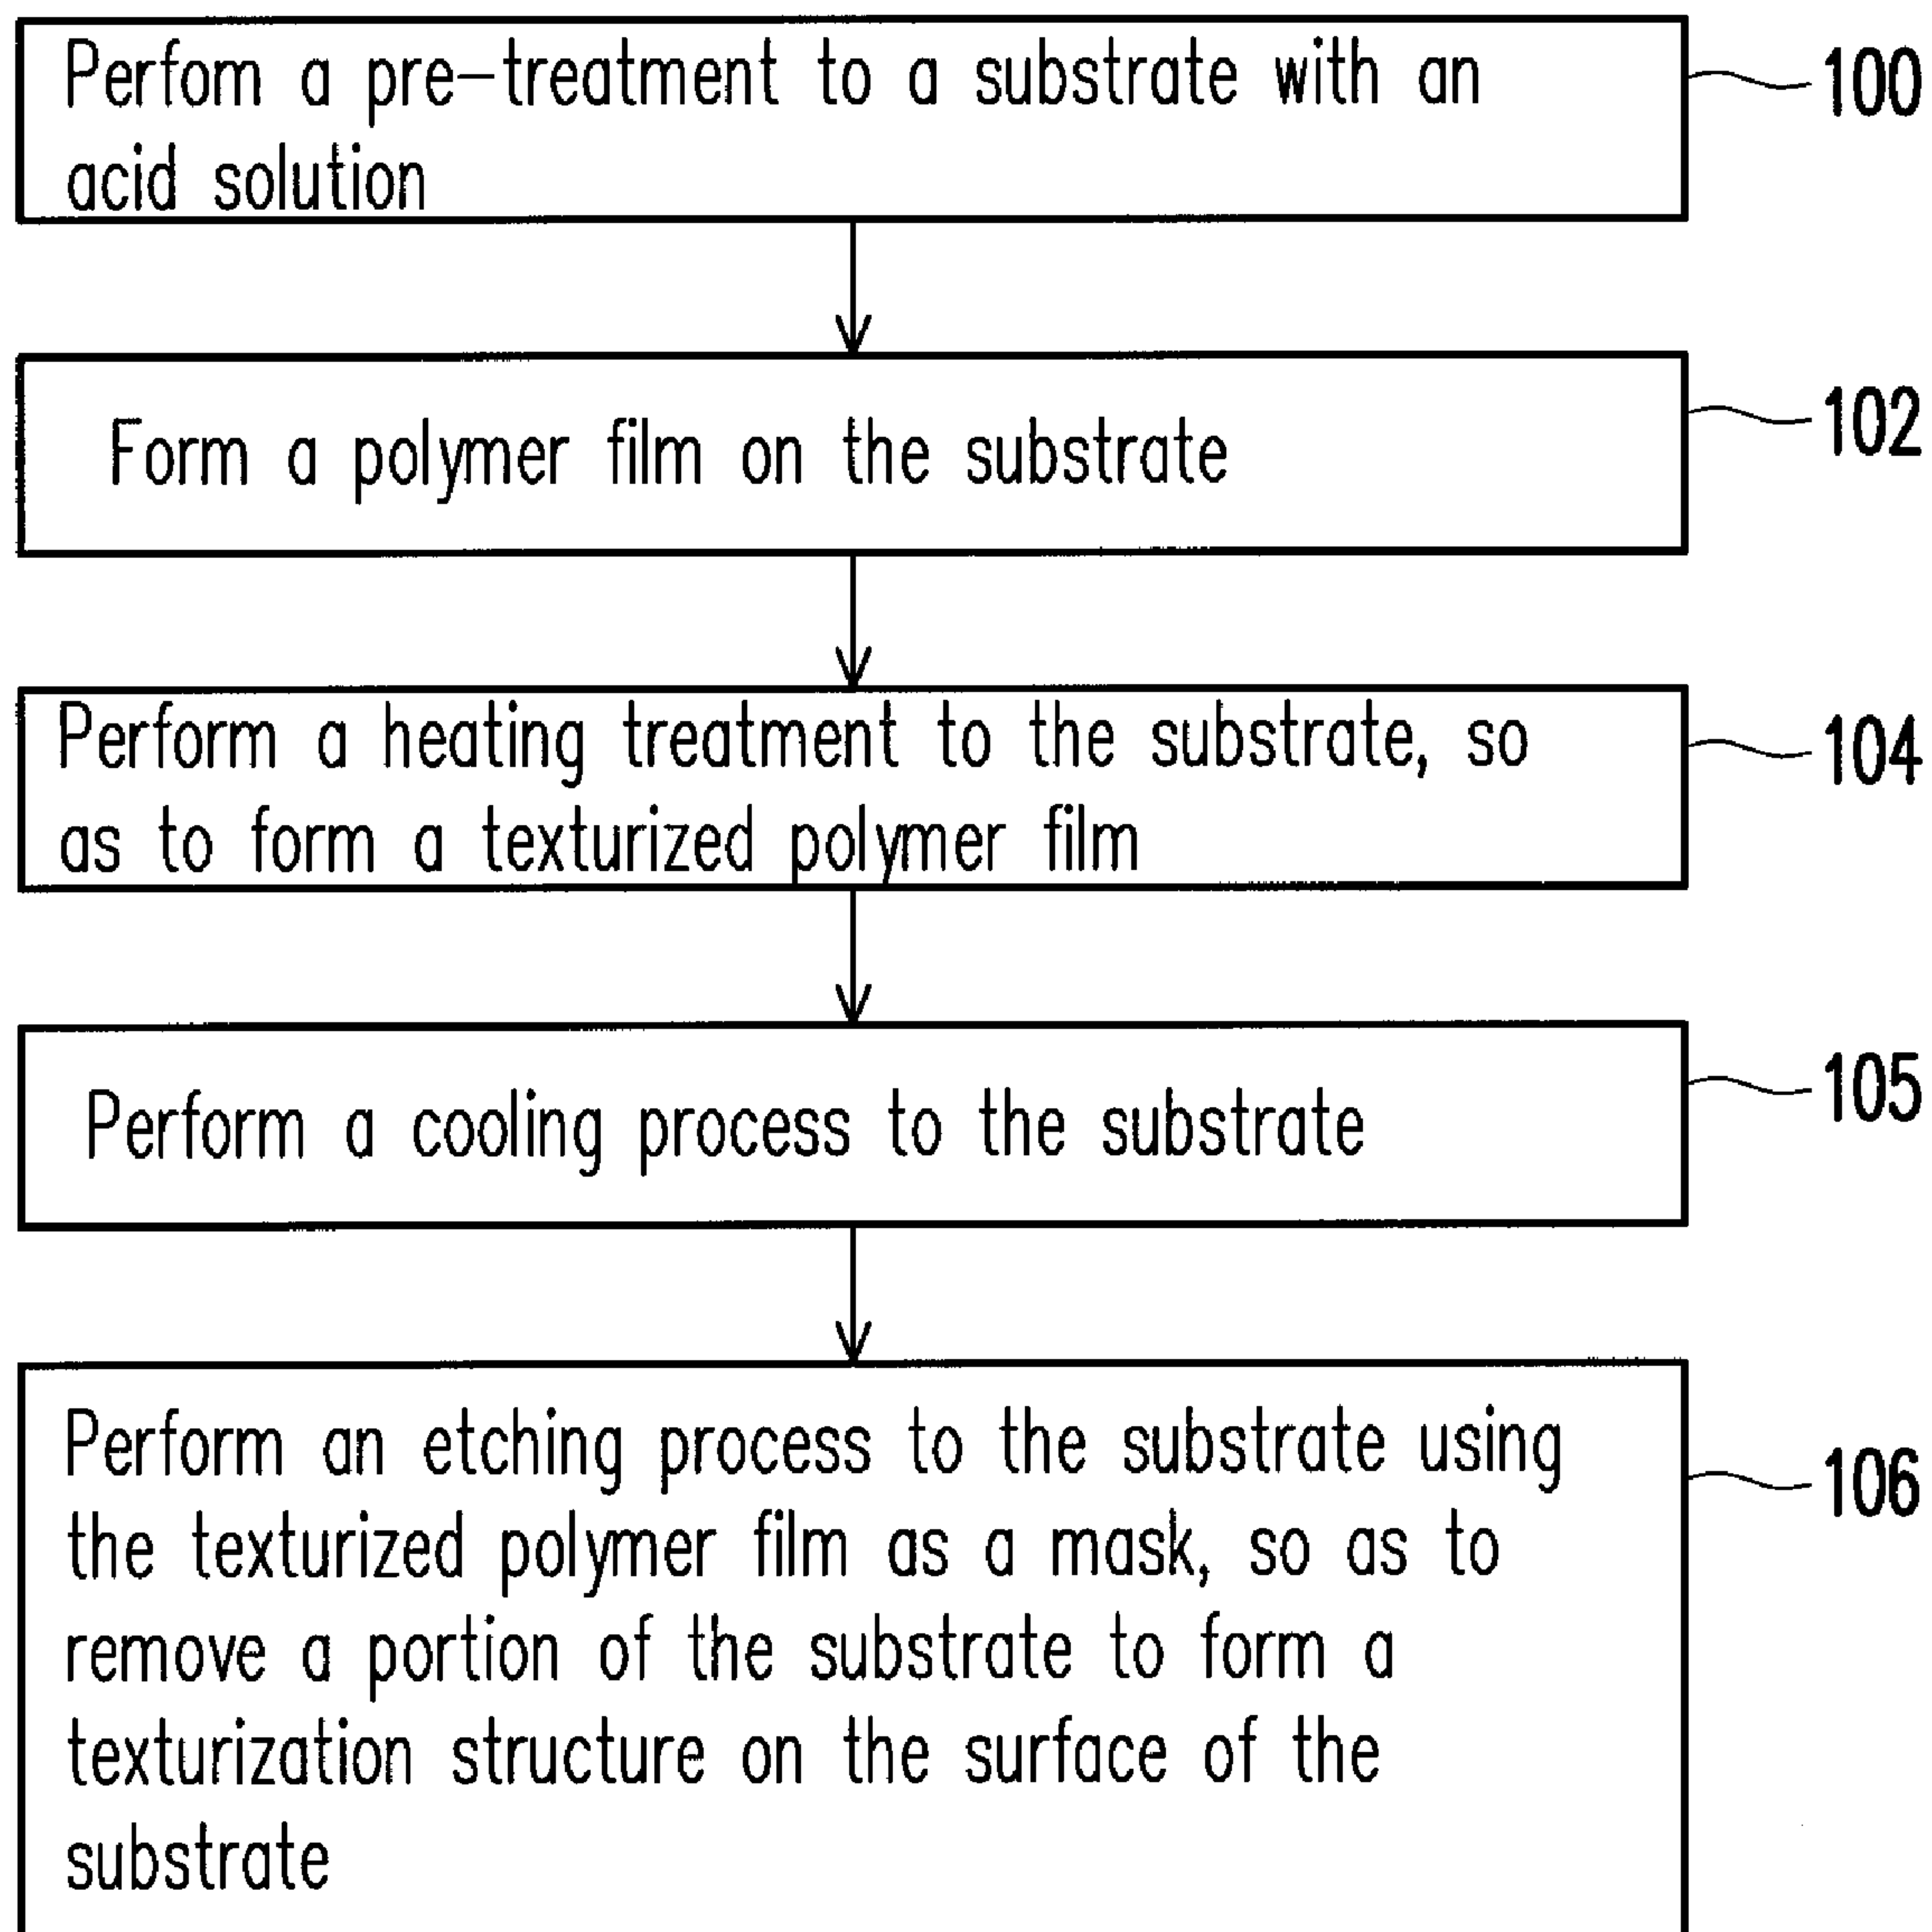 Perfom a pre-treatment to a substrate with an
acid solution
100
Form a polymer film on the substrate
102
Perform a heating treatment to the substrate, so
as to form a texturized polymer film
104
Perform a cooling process to the substrate
105
Perform an etching process to the substrate using
the texturized polymer film as a mask, so as to
remove a portion of the substrate to form a
texturization structure on the surface of the
substrate
106